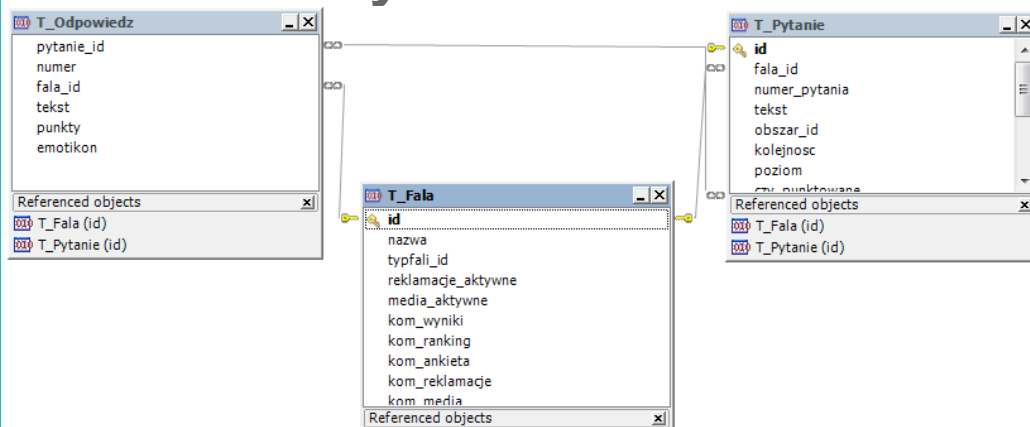 T_Odpowiedz
pytanie_id
numer
fala_id
tekst
punkty
emotikon
Referenced objects
T_Fala (id)
T_Pytanie (id)
T_Fala
id
nazwa
typfali_id
reklamacje_aktywne
media_aktywne
kom_wyniki
kom_ranking
kom_ankieta
kom_reklamacje
kom_media
Referenced objects
T_Pytanie
id
fala_id
numer_pytania
tekst
obszar_id
kolejnosc
poziom
czy_punktowane
Referenced objects
T_Fala (id)
T_Pytanie (id)